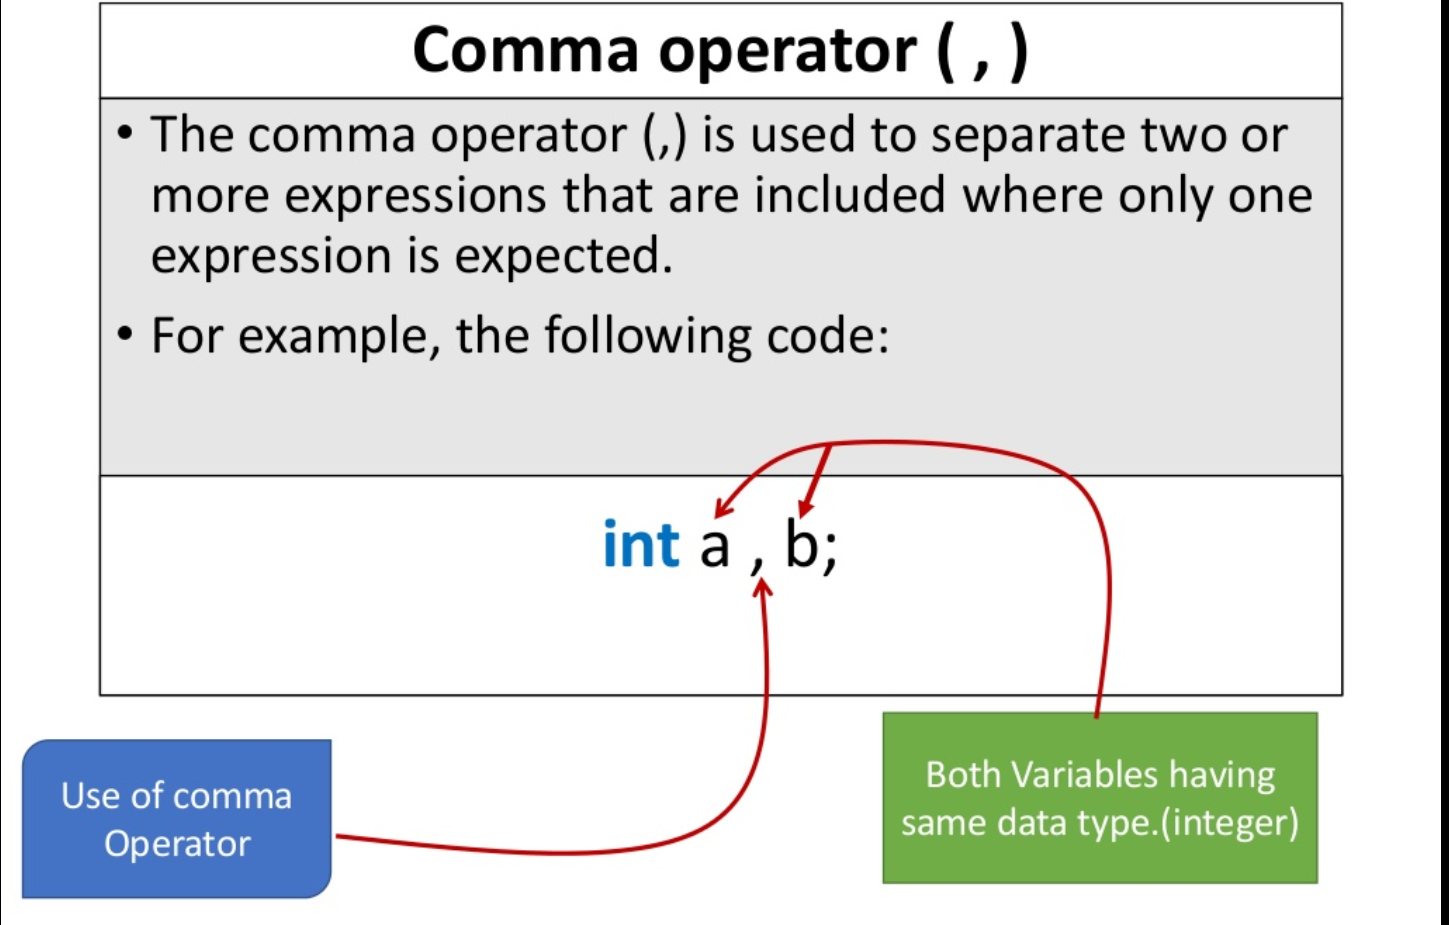 Comma operator ( , )
• The comma operator (,) is used to separate two or
more expressions that are included where only one
expression is expected.
• For example, the following code:
int a , b;
Use of comma
Operator
Both Variables having
same data type.(integer)